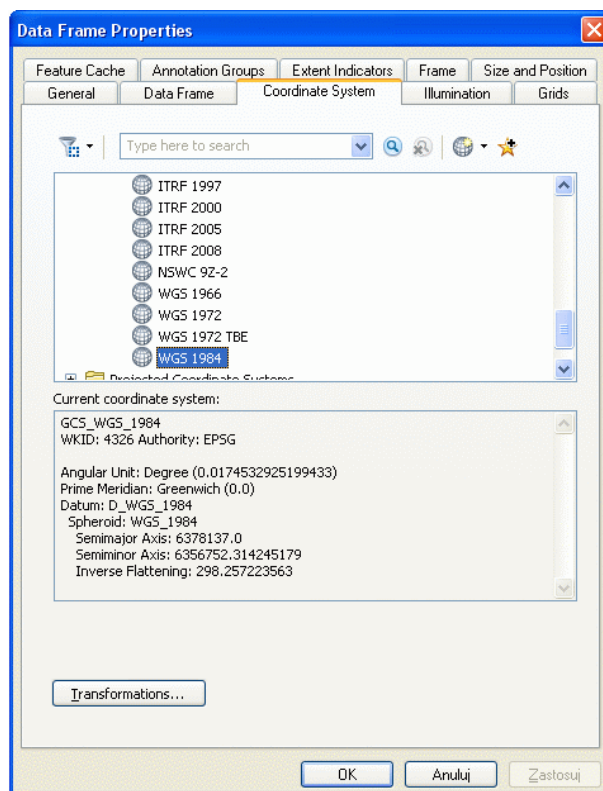 Data Frame Properties
Feature Cache Annotation Groups Extent Indicators Frame Size and Position
General Data Frame Coordinate System Illumination Grids
Type here to search
ITRF 1997
ITRF 2000
ITRF 2005
ITRF 2008
NSWC 9Z-2
WGS 1966
WGS 1972
WGS 1972 TBE
WGS 1984
Projected Coordinate Systems
Current coordinate system:
GCS_WGS_1984
WKID: 4326 Authority: EPSG
Angular Unit: Degree (0.0174532925199433)
Prime Meridian: Greenwich (0.0)
Datum: D_WGS_1984
Spheroid: WGS_1984
Semimajor Axis: 6378137.0
Semiminor Axis: 6356752.314245179
Inverse Flattening: 298.257223563
Transformations...
OK Anuluj Zastosuj